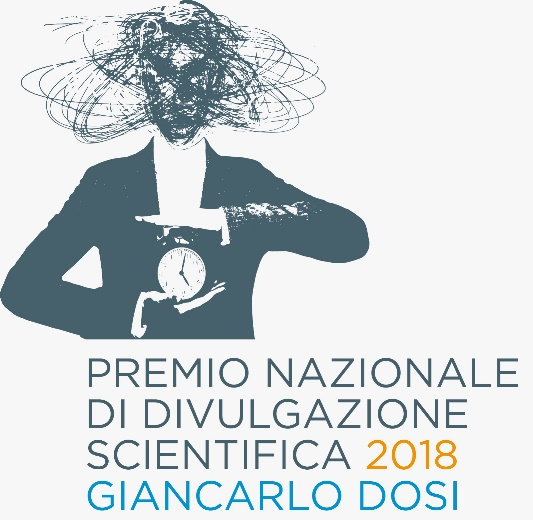 PREMIO NAZIONALE
DI DIVULGAZIONE
SCIENTIFICA 2018
GIANCARLO DOSI